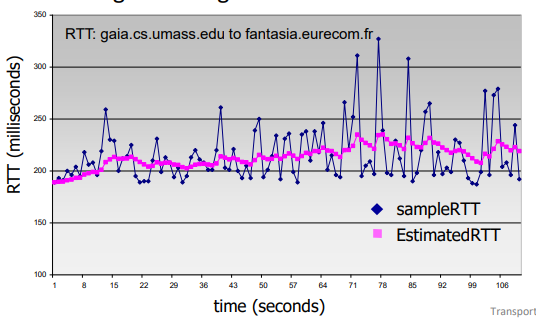 RTT: gaia.cs.umass.edu to fantasia.eurecom.fr
350
300
250
200
150
100
RTT (milliseconds)
sampleRTT
EstimatedRTT
1 8 15 22 29 36 43 50 57 64 71 78 85 92 99 106
time (seconds)
Transport